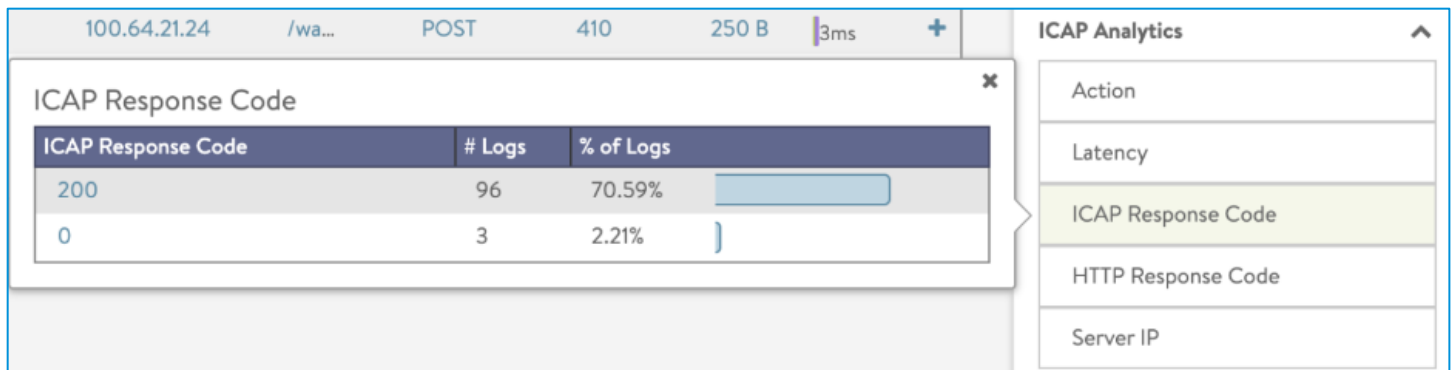 100.64.21.24 /wa... POST 410 250 B 3ms +
ICAP Response Code
ICAP Response Code # Logs % of Logs
200 96 70.59%
0 3 2.21%
ICAP Analytics
Action
Latency
ICAP Response Code
HTTP Response Code
Server IP